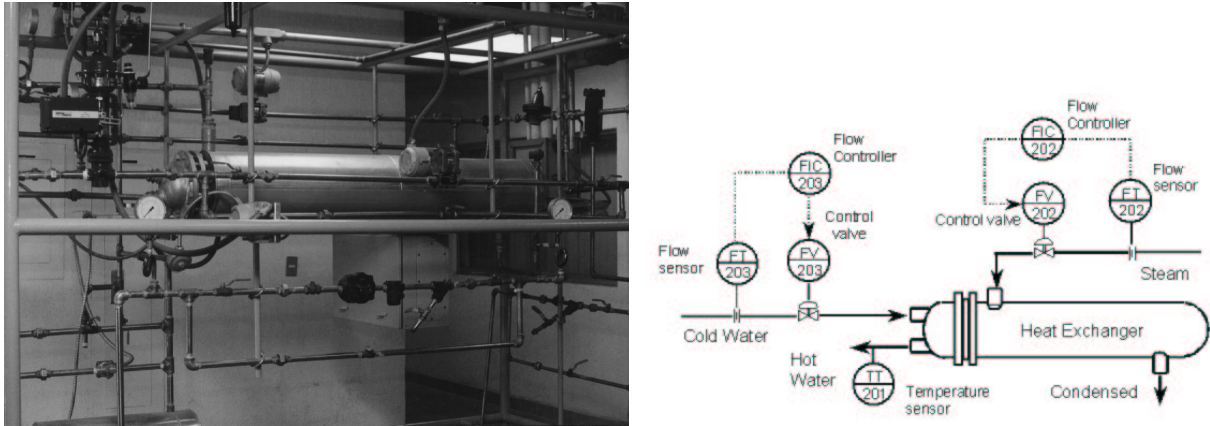 Flow
Controller
FIC
202
Flow
Controller
FIC
203
Flow
sensor
FV
202
FT
202
Control valve
Control
valve
Flow
sensor
FT
203
FV
203
Steam
Cold Water
Heat Exchanger
Hot
Water
TT
201
Temperature
sensor
Condensed